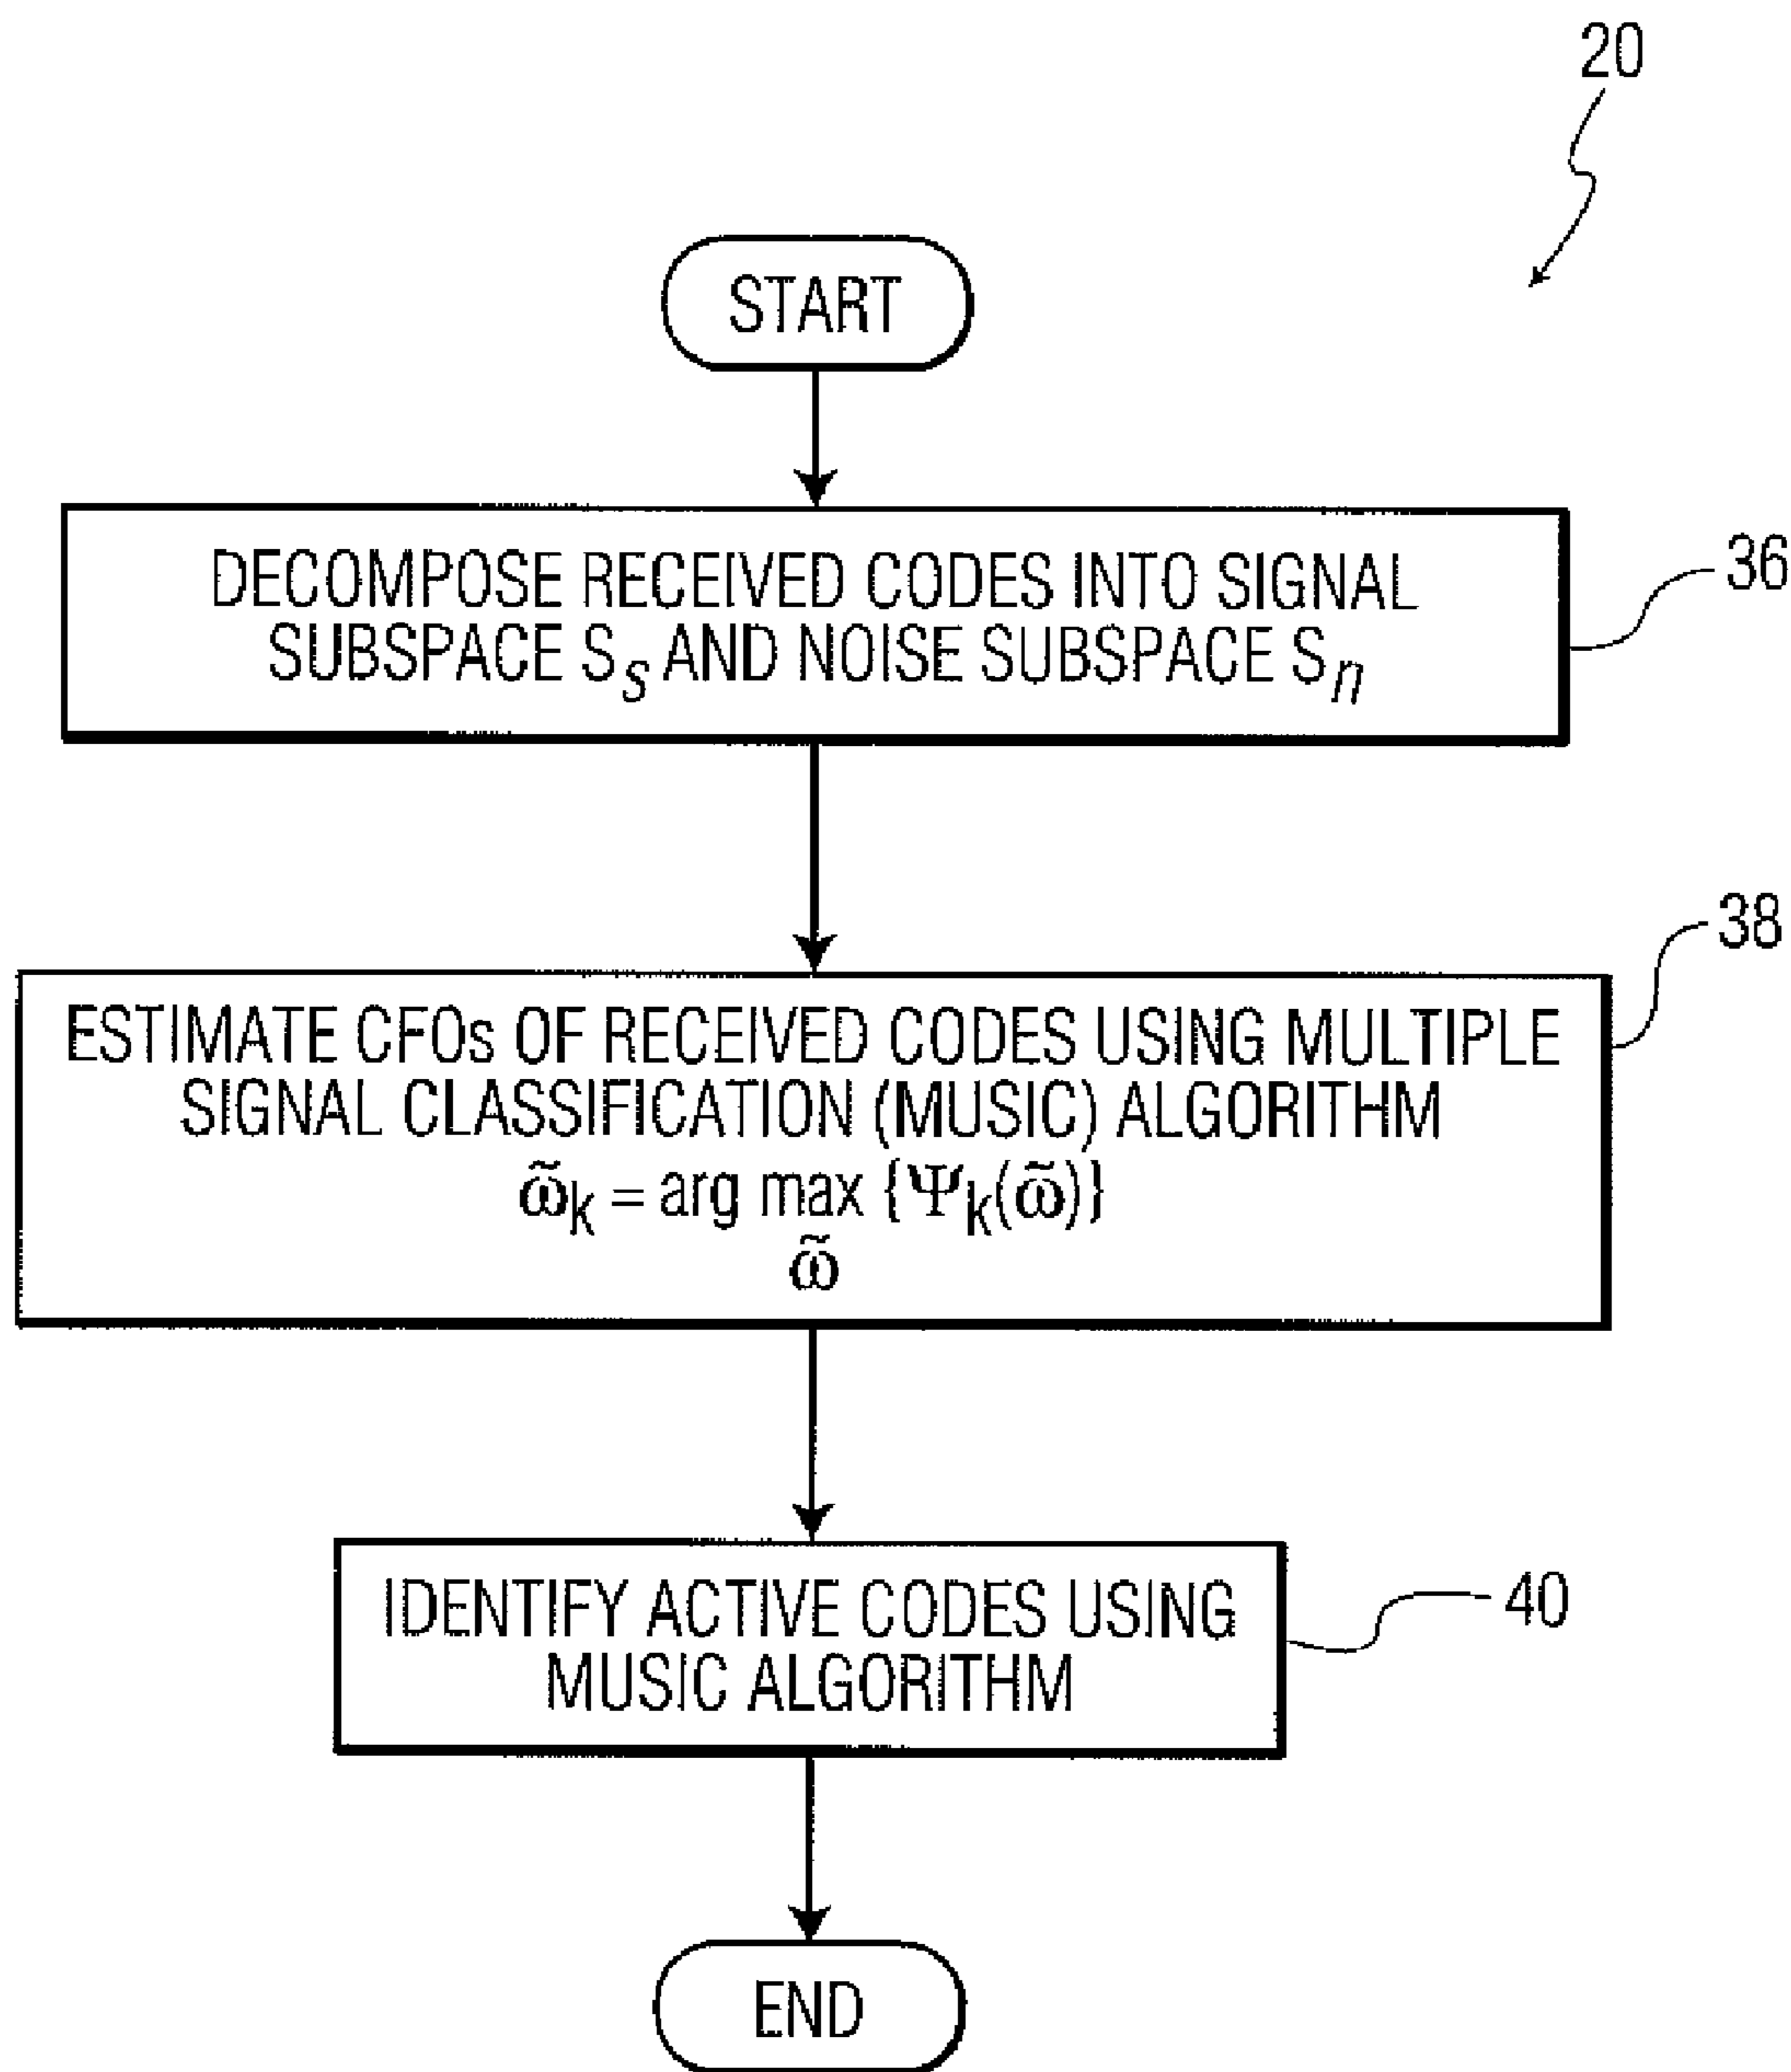 20
START
DECOMPOSE RECEIVED CODES INTO SIGNAL
SUBSPACE Ss AND NOISE SUBSPACE Sn
36
38
ESTIMATE CFOs OF RECEIVED CODES USING MULTIPLE
SIGNAL CLASSIFICATION (MUSIC) ALGORITHM
ω̃k = arg max {Ψk(ω̃)}
ω̃
IDENTIFY ACTIVE CODES USING
MUSIC ALGORITHM
40
END